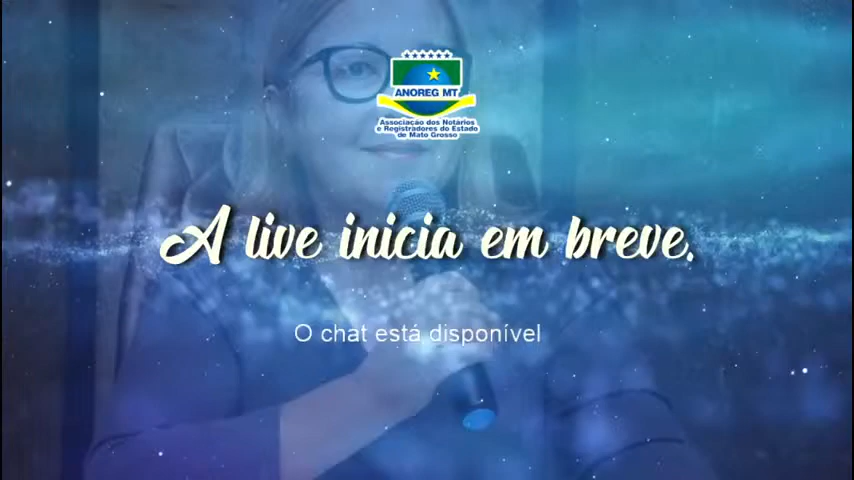 ANOREG MT
Associação dos Notários
e Registradores do Estado
de Mato Grosso
A live inicia em breve.
O chat está disponível